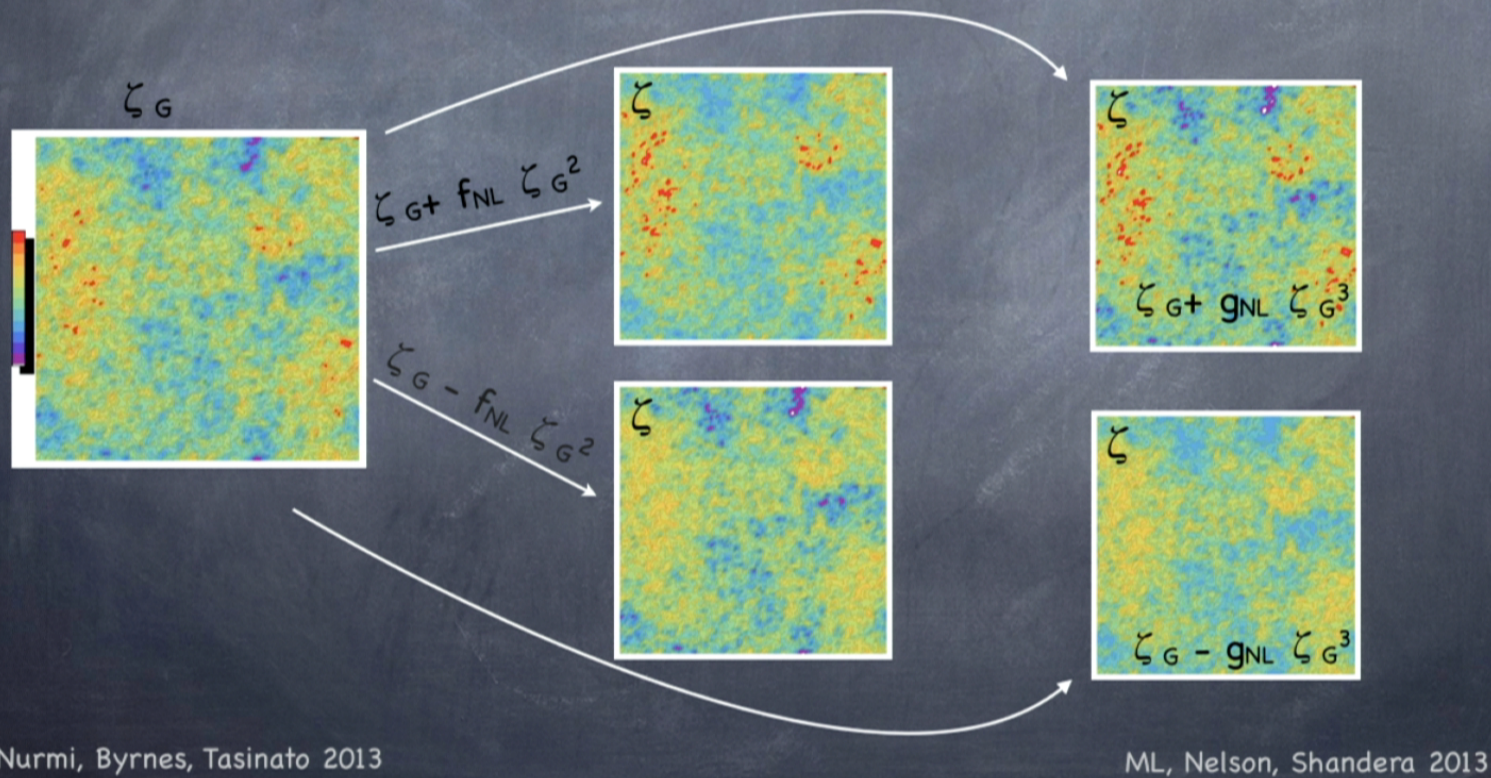 ζ G
ζ G+ fNL ζ G²
ζ G - fNL ζ G²
ζ
ζ
ζ
ζ G+ gNL ζ G³
ζ
ζ G - gNL ζ G³
Nurmi, Byrnes, Tasinato 2013
ML, Nelson, Shandera 2013